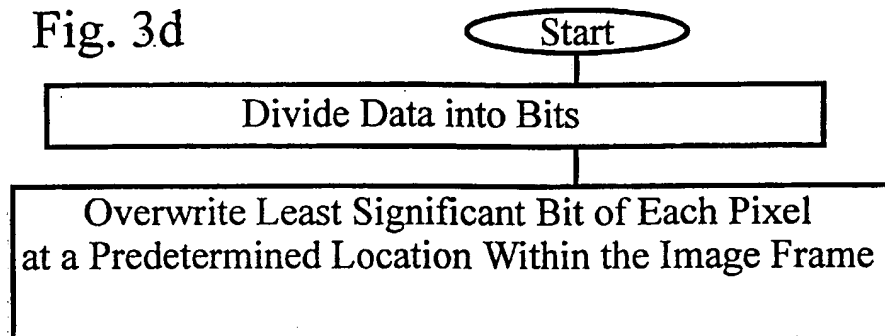 Fig. 3d
Start
Divide Data into Bits
Overwrite Least Significant Bit of Each Pixel
at a Predetermined Location Within the Image Frame